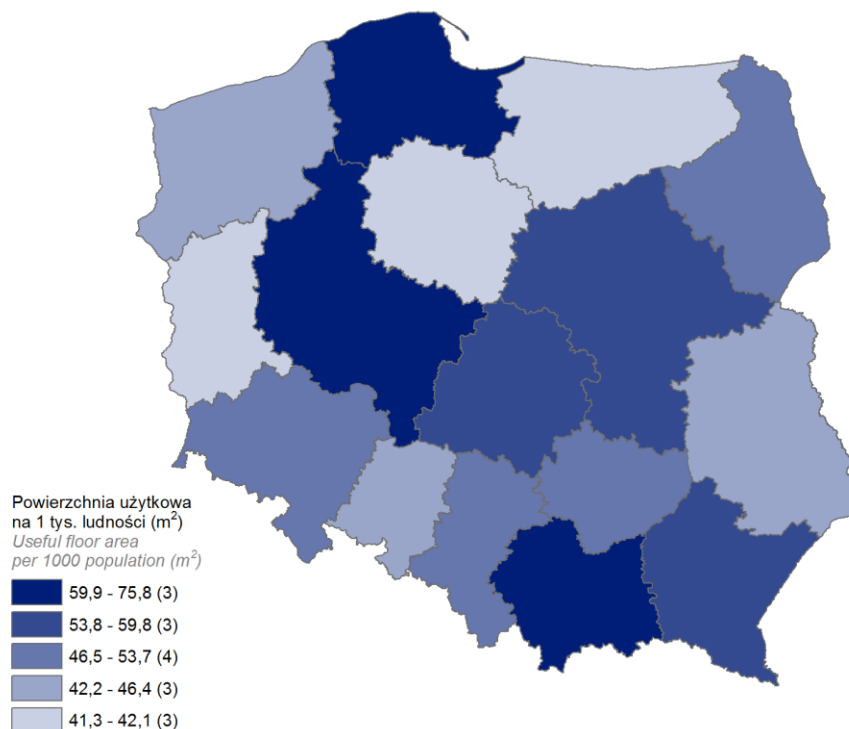 Powierzchnia użytkowa
na 1 tys. ludności (m²)
Useful floor area
per 1000 population (m²)
59,9 - 75,8 (3)
53,8 - 59,8 (3)
46,5 - 53,7 (4)
42,2 - 46,4 (3)
41,3 - 42,1 (3)